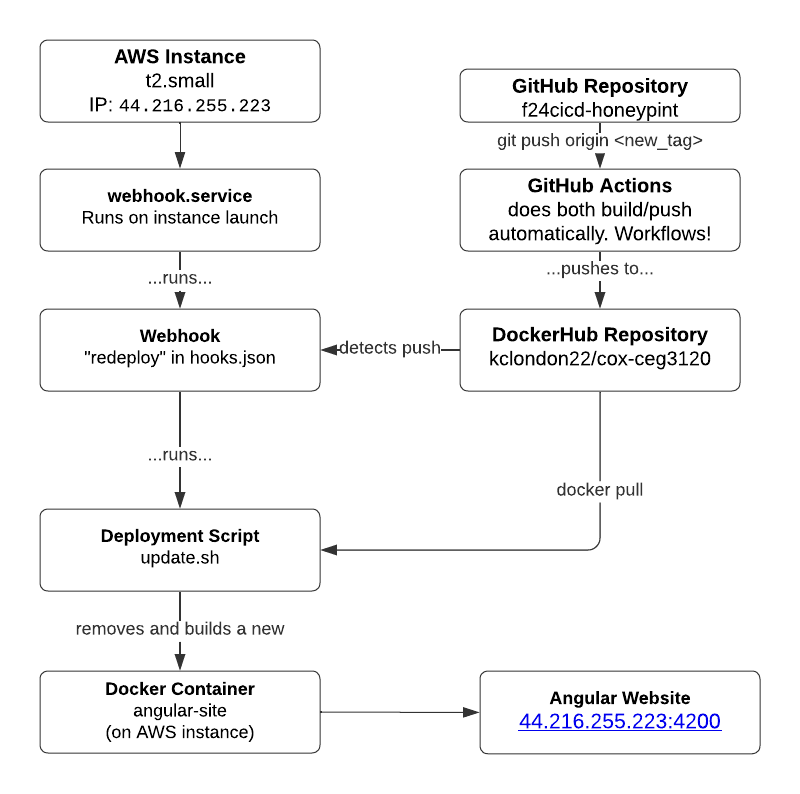 AWS Instance
t2.small
IP: 44.216.255.223
GitHub Repository
f24cicd-honeypint
git push origin <new_tag>
webhook.service
Runs on instance launch
GitHub Actions
does both build/push
automatically. Workflows!
...runs...
...pushes to...
Webhook
"redeploy" in hooks.json
detects push
DockerHub Repository
kclondon22/cox-ceg3120
...runs...
docker pull
Deployment Script
update.sh
removes and builds a new
Docker Container
angular-site
(on AWS instance)
Angular Website
44.216.255.223:4200